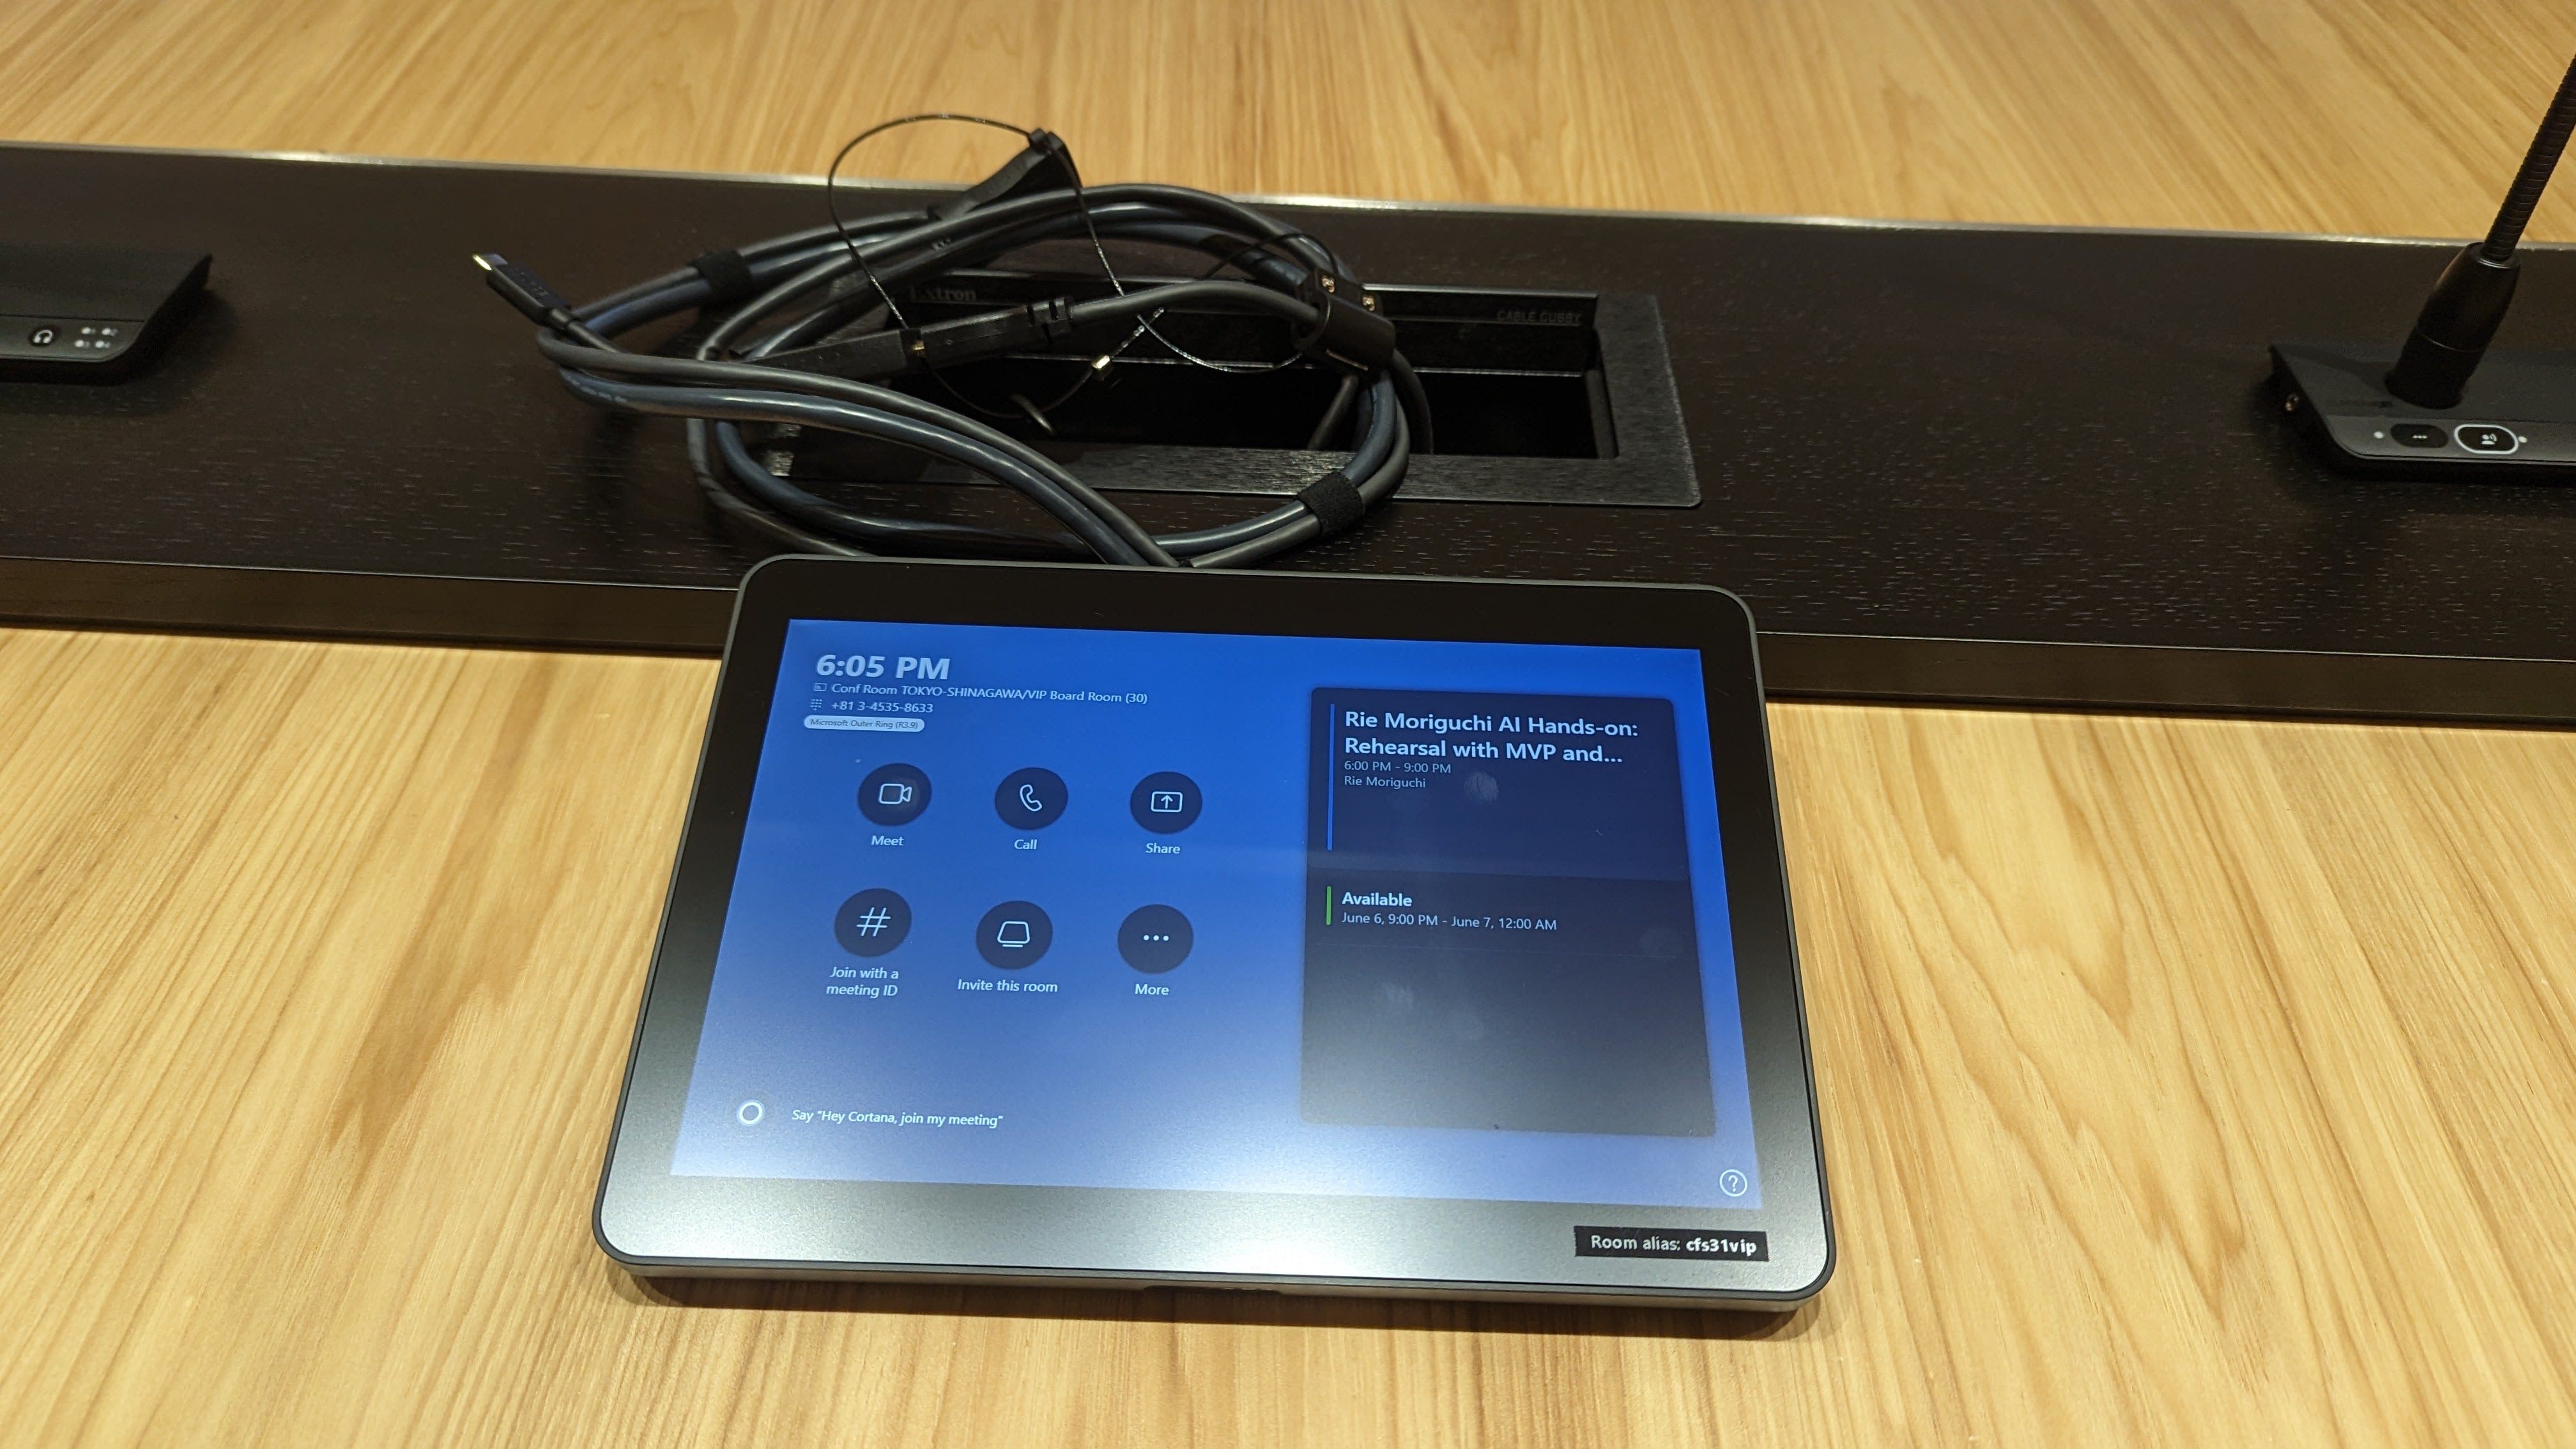 Extron
CABLE CUBBY
6:05 PM
Conf Room TOKYO-SHINAGAWA/VIP Board Room (30)
+81 3-4535-8633
Microsoft Outer Ring (R3.9)
Meet
Call
Share
Join with a
meeting ID
Invite this room
More
Say "Hey Cortana, join my meeting"
Rie Moriguchi AI Hands-on:
Rehearsal with MVP and...
6:00 PM - 9:00 PM
Rie Moriguchi
Available
June 6, 9:00 PM - June 7, 12:00 AM
?
Room alias: cfs31vip